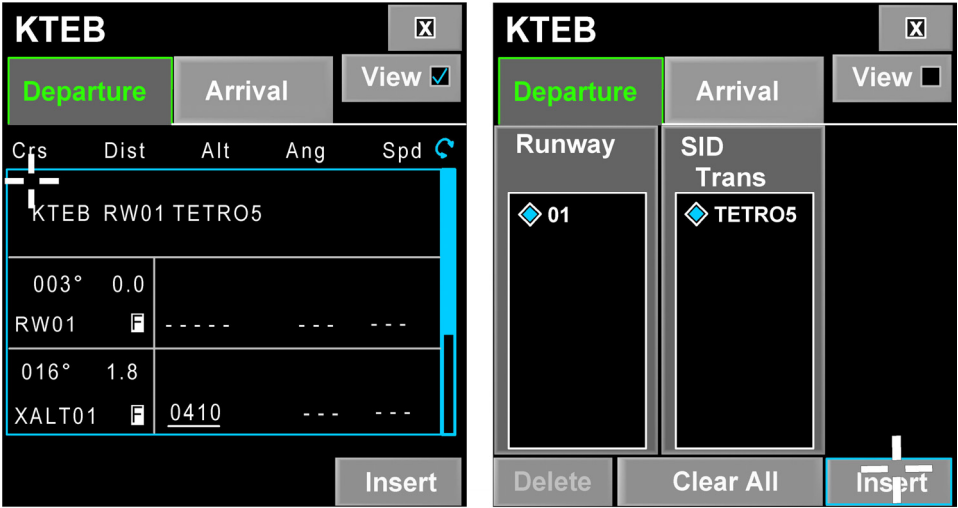 KTEB X
Departure Arrival View
Crs Dist Alt Ang Spd
KTEB RW01 TETRO5
003° 0.0
RW01 F ----- --- ---
016° 1.8
XALT01 F 0410 --- ---
Insert
KTEB X
Departure Arrival View
Runway SID
Trans
01 TETRO5
Delete Clear All Insert